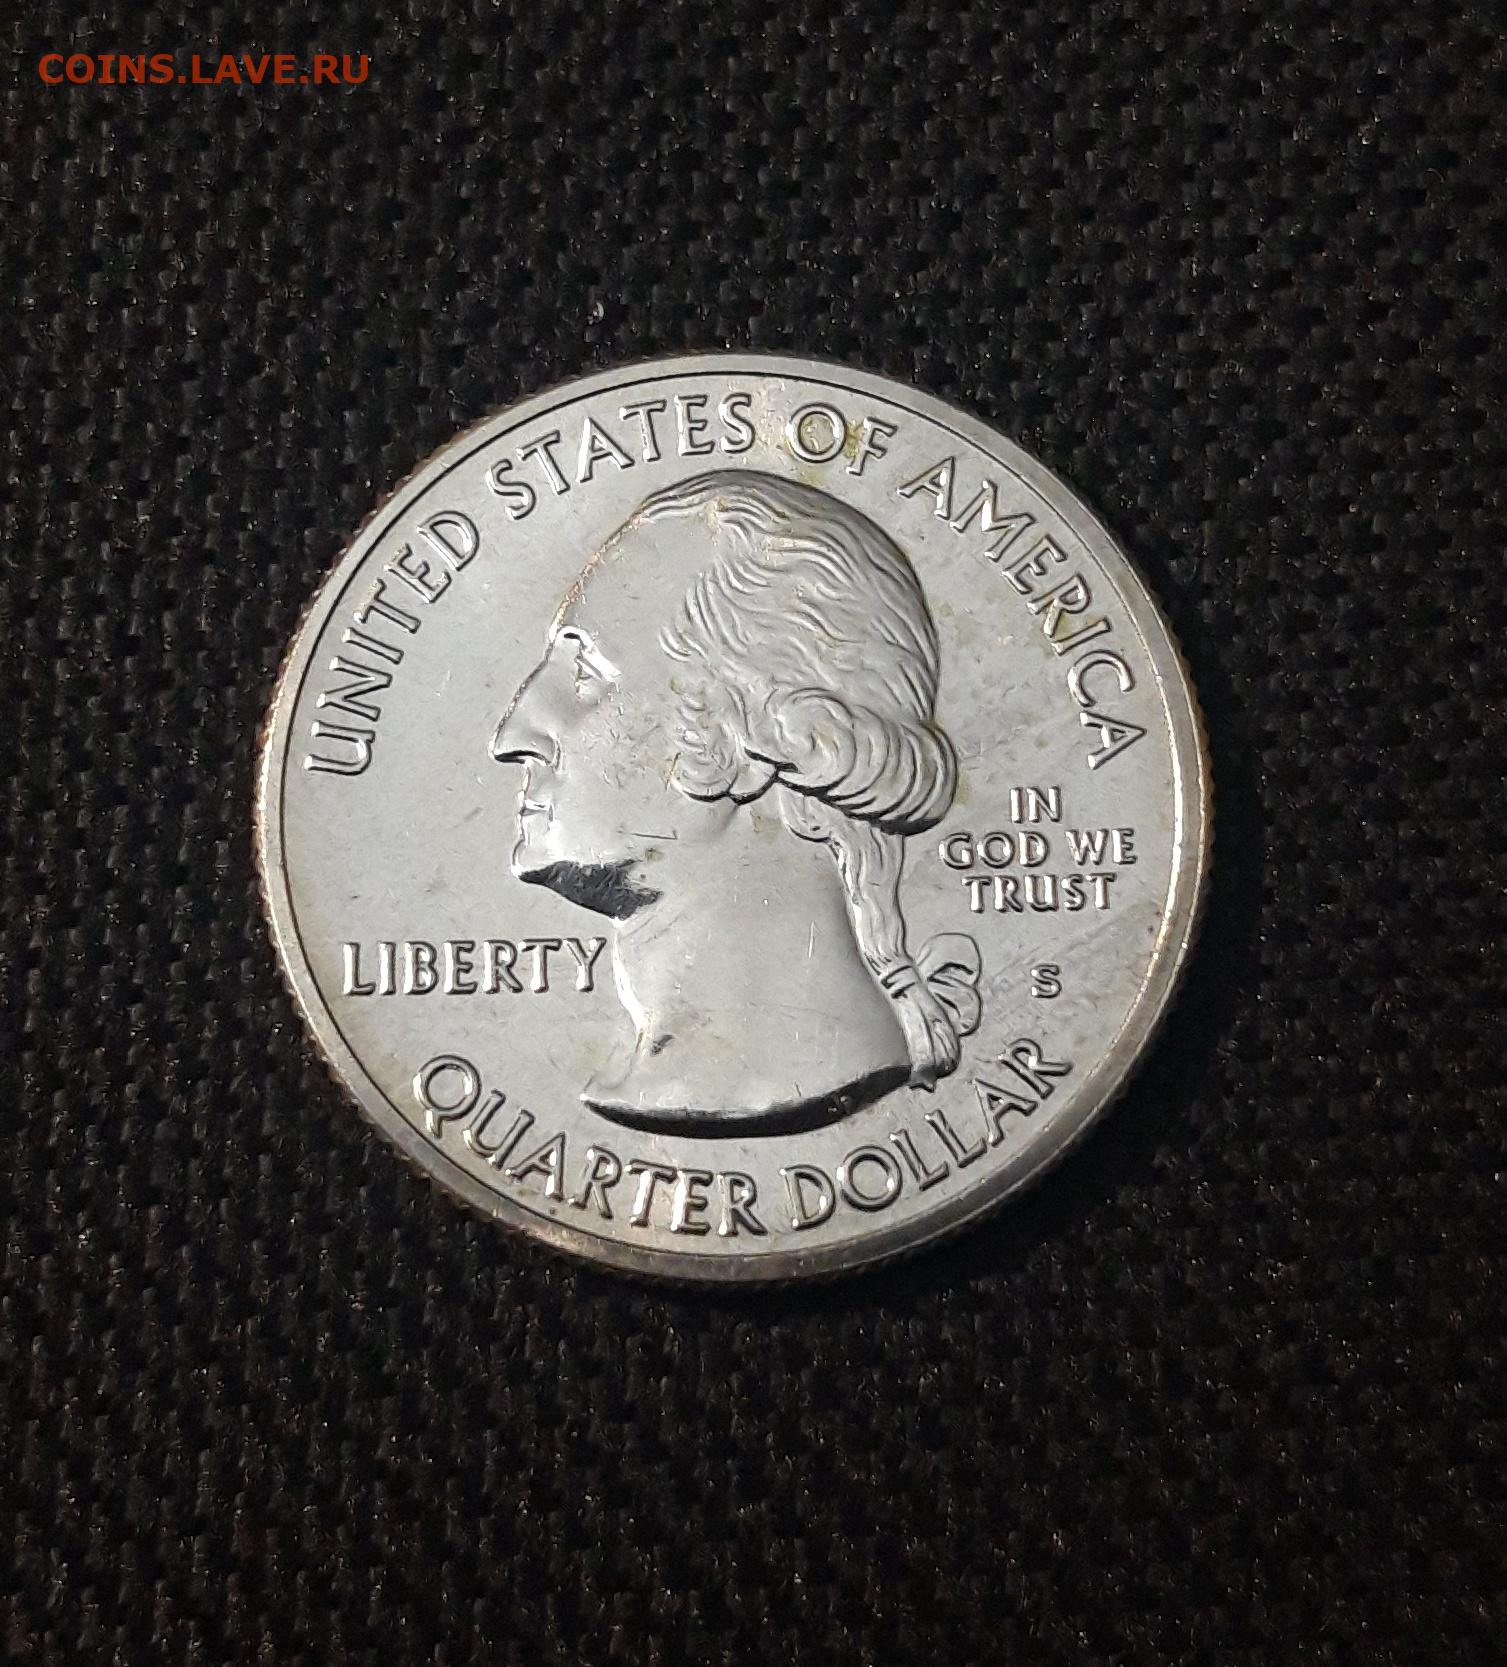 COINS.LAVE.RU
UNITED STATES OF AMERICA
IN
GOD WE
TRUST
LIBERTY
S
QUARTER DOLLAR